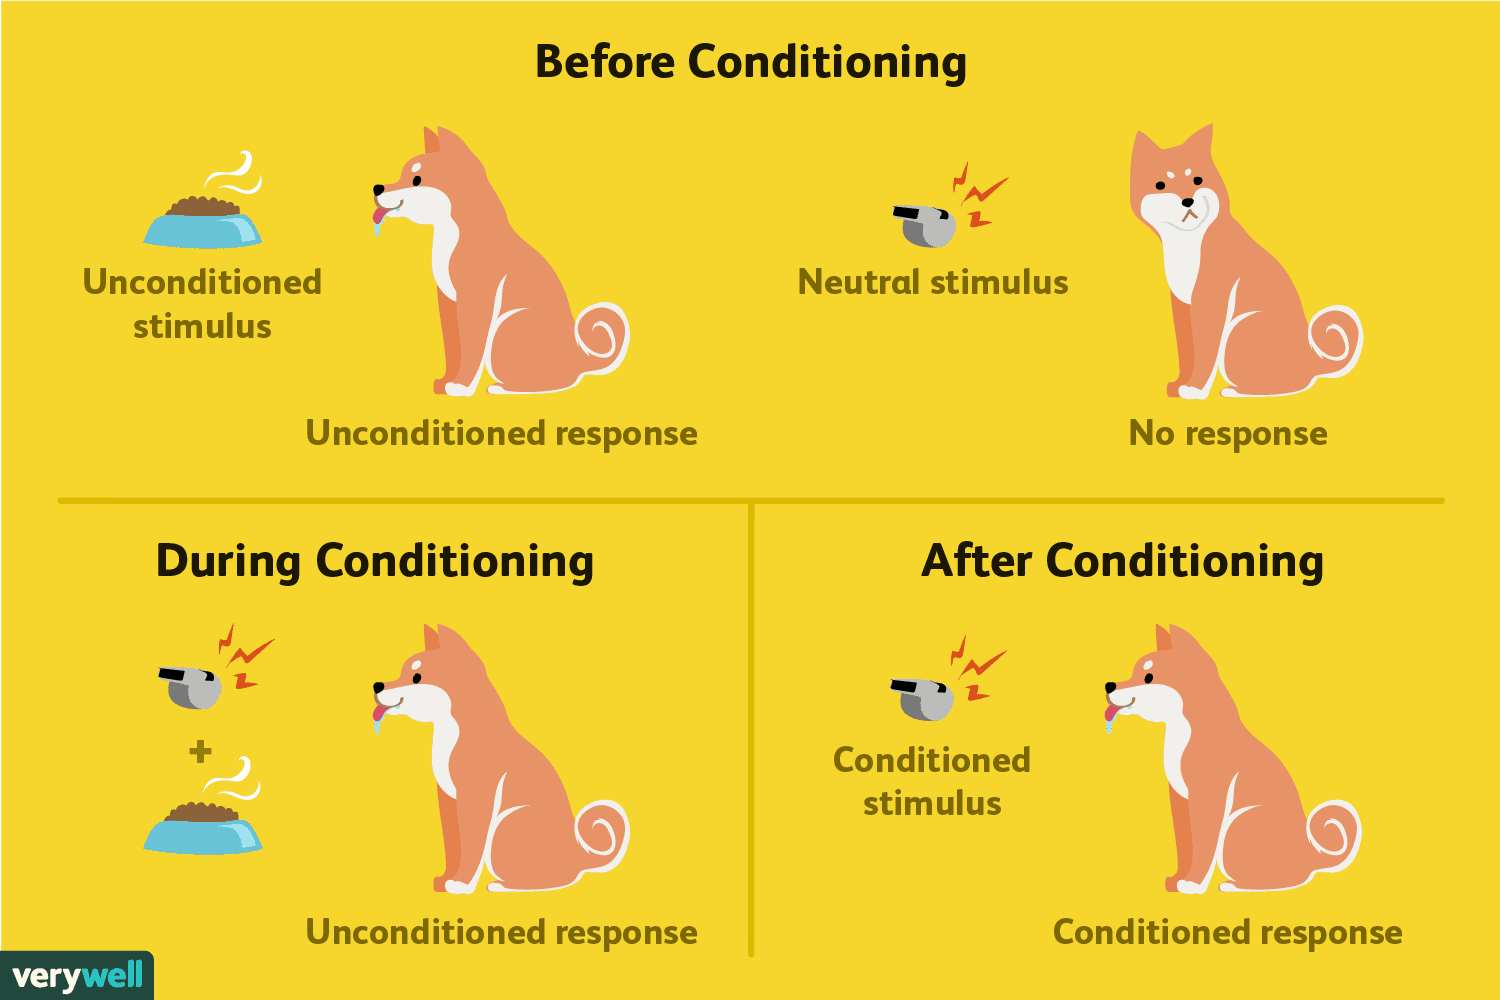 Before Conditioning
Unconditioned
stimulus
Unconditioned response
Neutral stimulus
No response
During Conditioning
+
Unconditioned response
After Conditioning
Conditioned
stimulus
Conditioned response
verywell